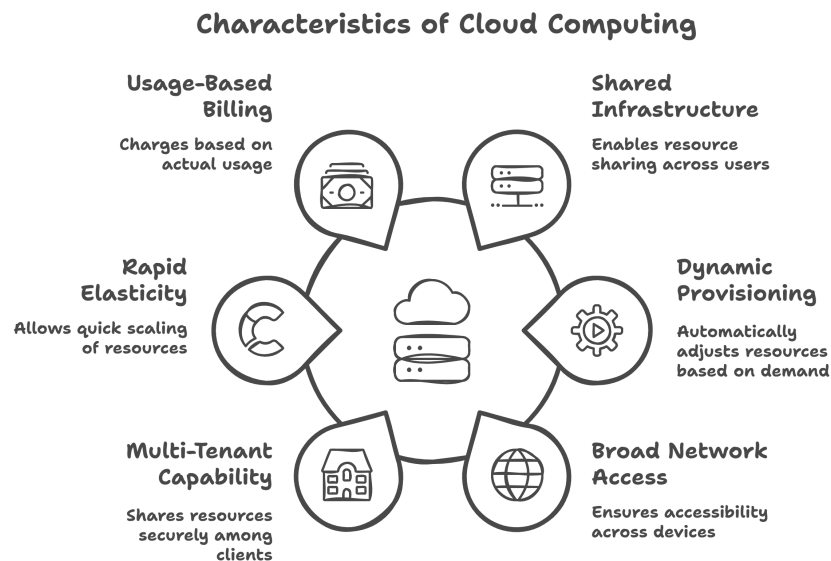 Characteristics of Cloud Computing
Usage-Based
Billing
Charges based on
actual usage
Shared
Infrastructure
Enables resource
sharing across users
Rapid
Elasticity
Allows quick scaling
of resources
Dynamic
Provisioning
Automatically
adjusts resources
based on demand
Multi-Tenant
Capability
Shares resources
securely among
clients
Broad Network
Access
Ensures accessibility
across devices